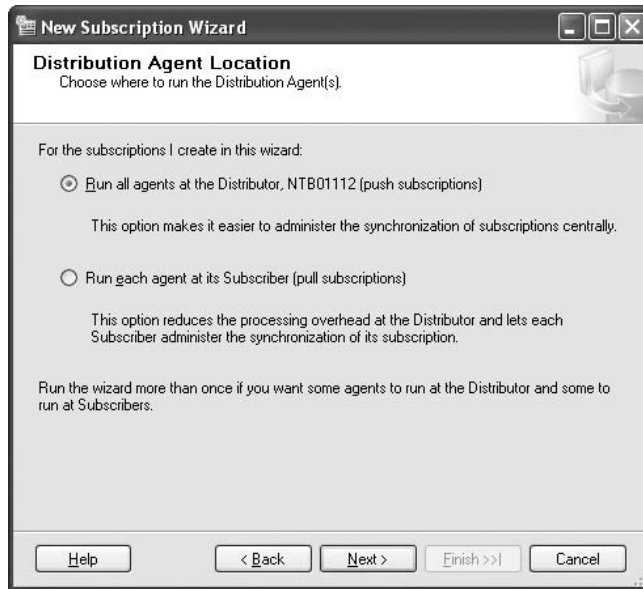 New Subscription Wizard
Distribution Agent Location
Choose where to run the Distribution Agent(s).
For the subscriptions I create in this wizard:
Run all agents at the Distributor, NTB01112 (push subscriptions)
This option makes it easier to administer the synchronization of subscriptions centrally.
Run each agent at its Subscriber (pull subscriptions)
This option reduces the processing overhead at the Distributor and lets each
Subscriber administer the synchronization of its subscription.
Run the wizard more than once if you want some agents to run at the Distributor and some to
run at Subscribers.
Help < Back Next > Finish >>| Cancel